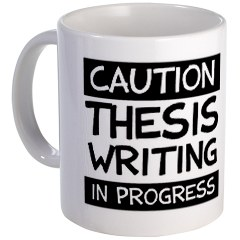 CAUTION
THESIS
WRITING
IN PROGRESS